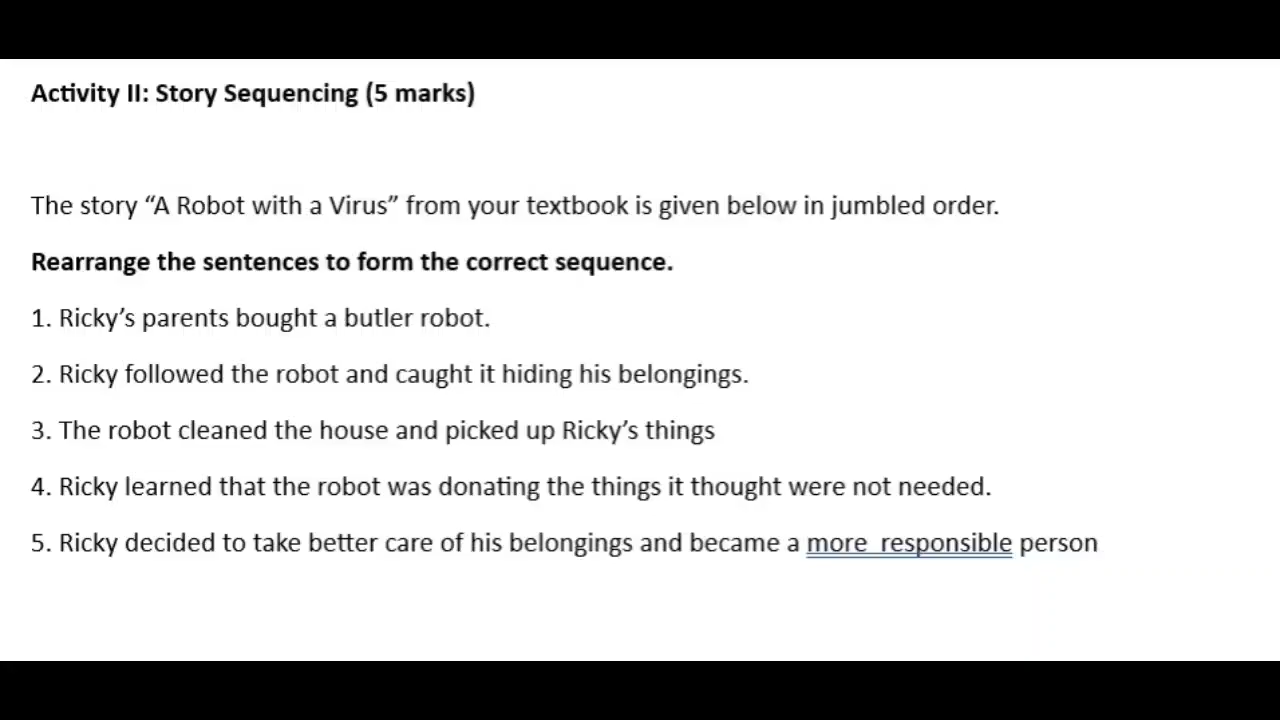 Activity II: Story Sequencing (5 marks)
The story “A Robot with a Virus” from your textbook is given below in jumbled order.
Rearrange the sentences to form the correct sequence.
1. Ricky’s parents bought a butler robot.
2. Ricky followed the robot and caught it hiding his belongings.
3. The robot cleaned the house and picked up Ricky’s things
4. Ricky learned that the robot was donating the things it thought were not needed.
5. Ricky decided to take better care of his belongings and became a more  responsible person